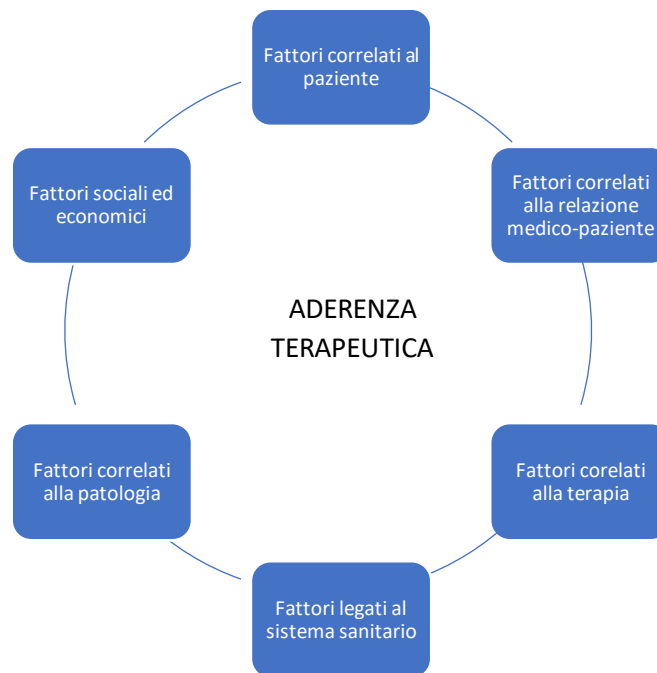 Fattori correlati al
paziente
Fattori correlati
alla relazione
medico-paziente
Fattori corelati
alla terapia
Fattori legati al
sistema sanitario
Fattori correlati
alla patologia
Fattori sociali ed
economici
ADERENZA
TERAPEUTICA